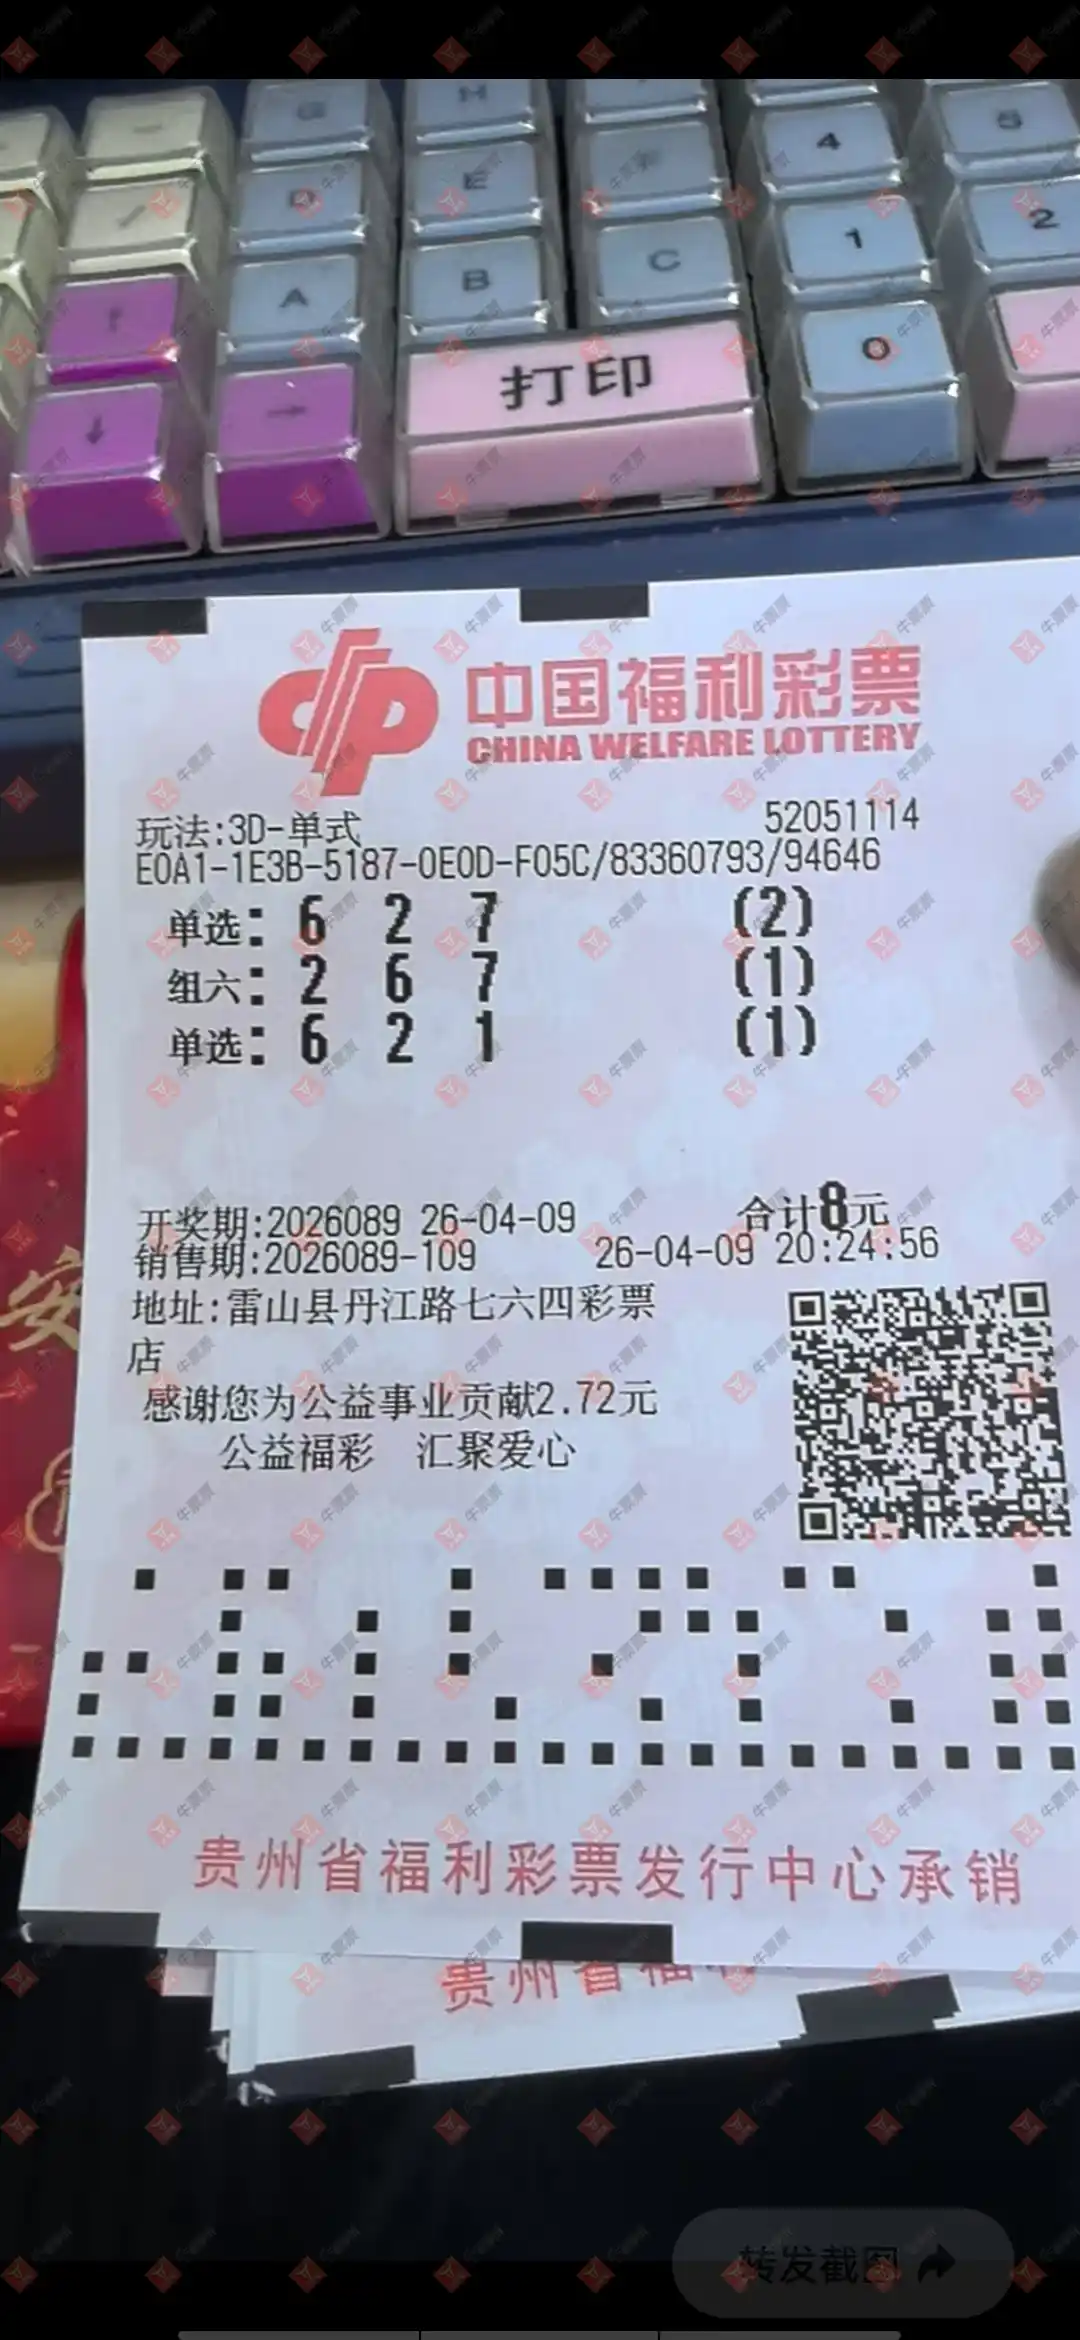 G
H
5
D
E
4
A
B
C
1
2
打印
0
中国福利彩票
CHINA WELFARE LOTTERY
玩法:3D-单式 52051114
E0A1-1E3B-5187-0E0D-F05C/83360793/94646
单选: 6 2 7 (2)
组六: 2 6 7 (1)
单选: 6 2 1 (1)
开奖期:2026089 26-04-09 合计8元
销售期:2026089-109 26-04-09 20:24:56
地址:雷山县丹江路七六四彩票
店
感谢您为公益事业贡献2.72元
公益福彩 汇聚爱心
安
贵州省福利彩票发行中心承销
贵州省福
转发截图
牛票票